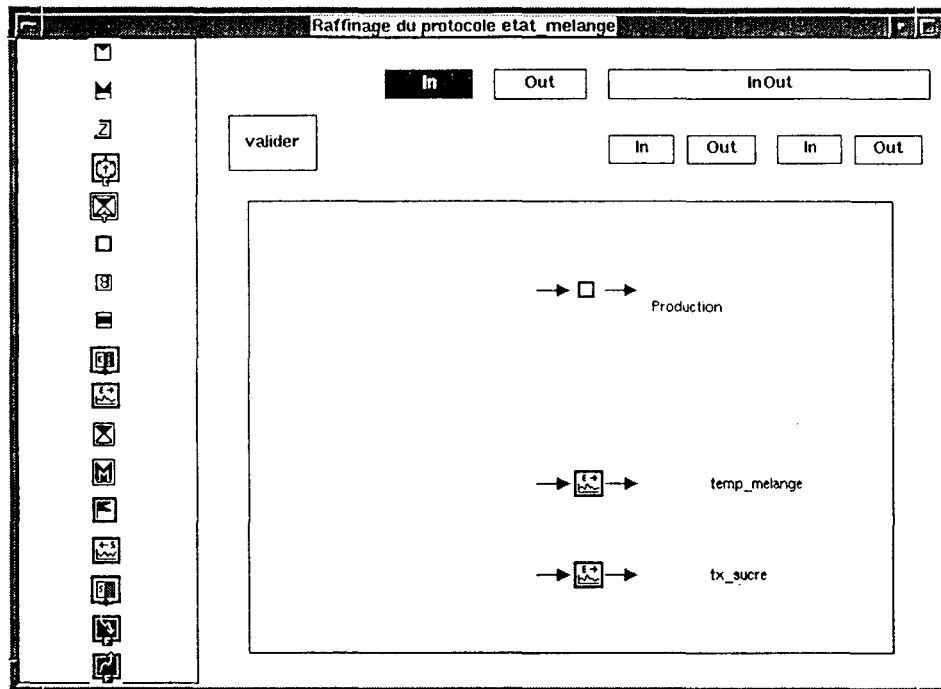 Raffinage du protocole etat_melange
In Out InOut
valider
In Out In Out
Production
temp_melange
tx_sucre